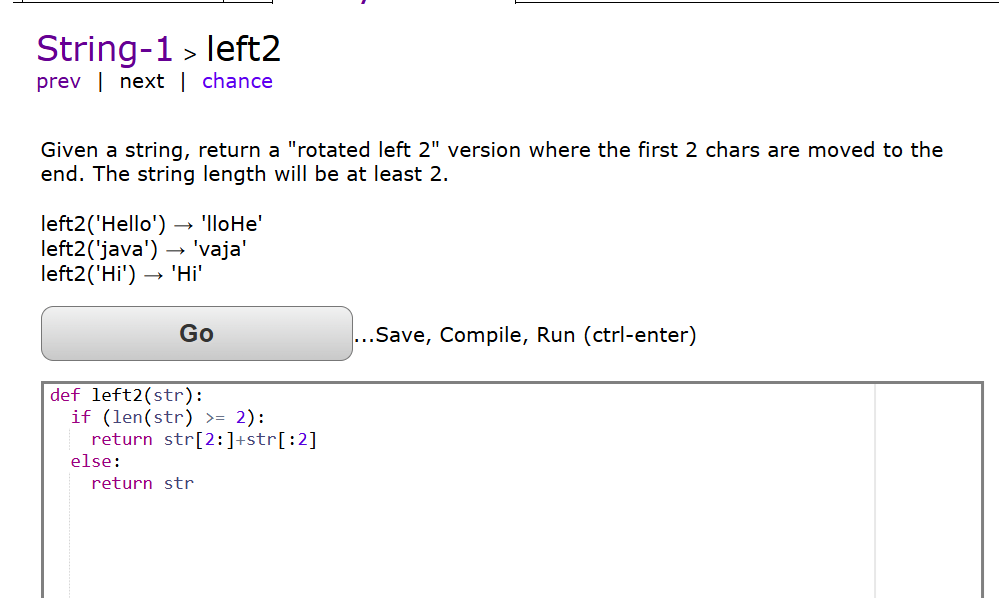 String-1 > left2
prev | next | chance
Given a string, return a "rotated left 2" version where the first 2 chars are moved to the
end. The string length will be at least 2.
left2('Hello') → 'lloHe'
left2('java') → 'vaja'
left2('Hi') → 'Hi'
Go ...Save, Compile, Run (ctrl-enter)
def left2(str):
  if (len(str) >= 2):
    return str[2:]+str[:2]
  else:
    return str